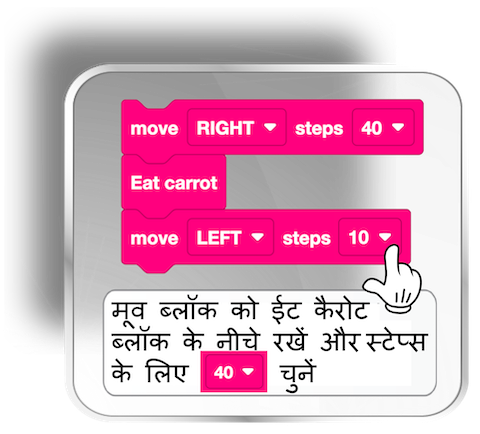 move RIGHT steps 40
Eat carrot
move LEFT steps 10
मूव ब्लॉक को ईट कैरोट
ब्लॉक के नीचे रखें और स्टेप्स
के लिए 40 चुनें